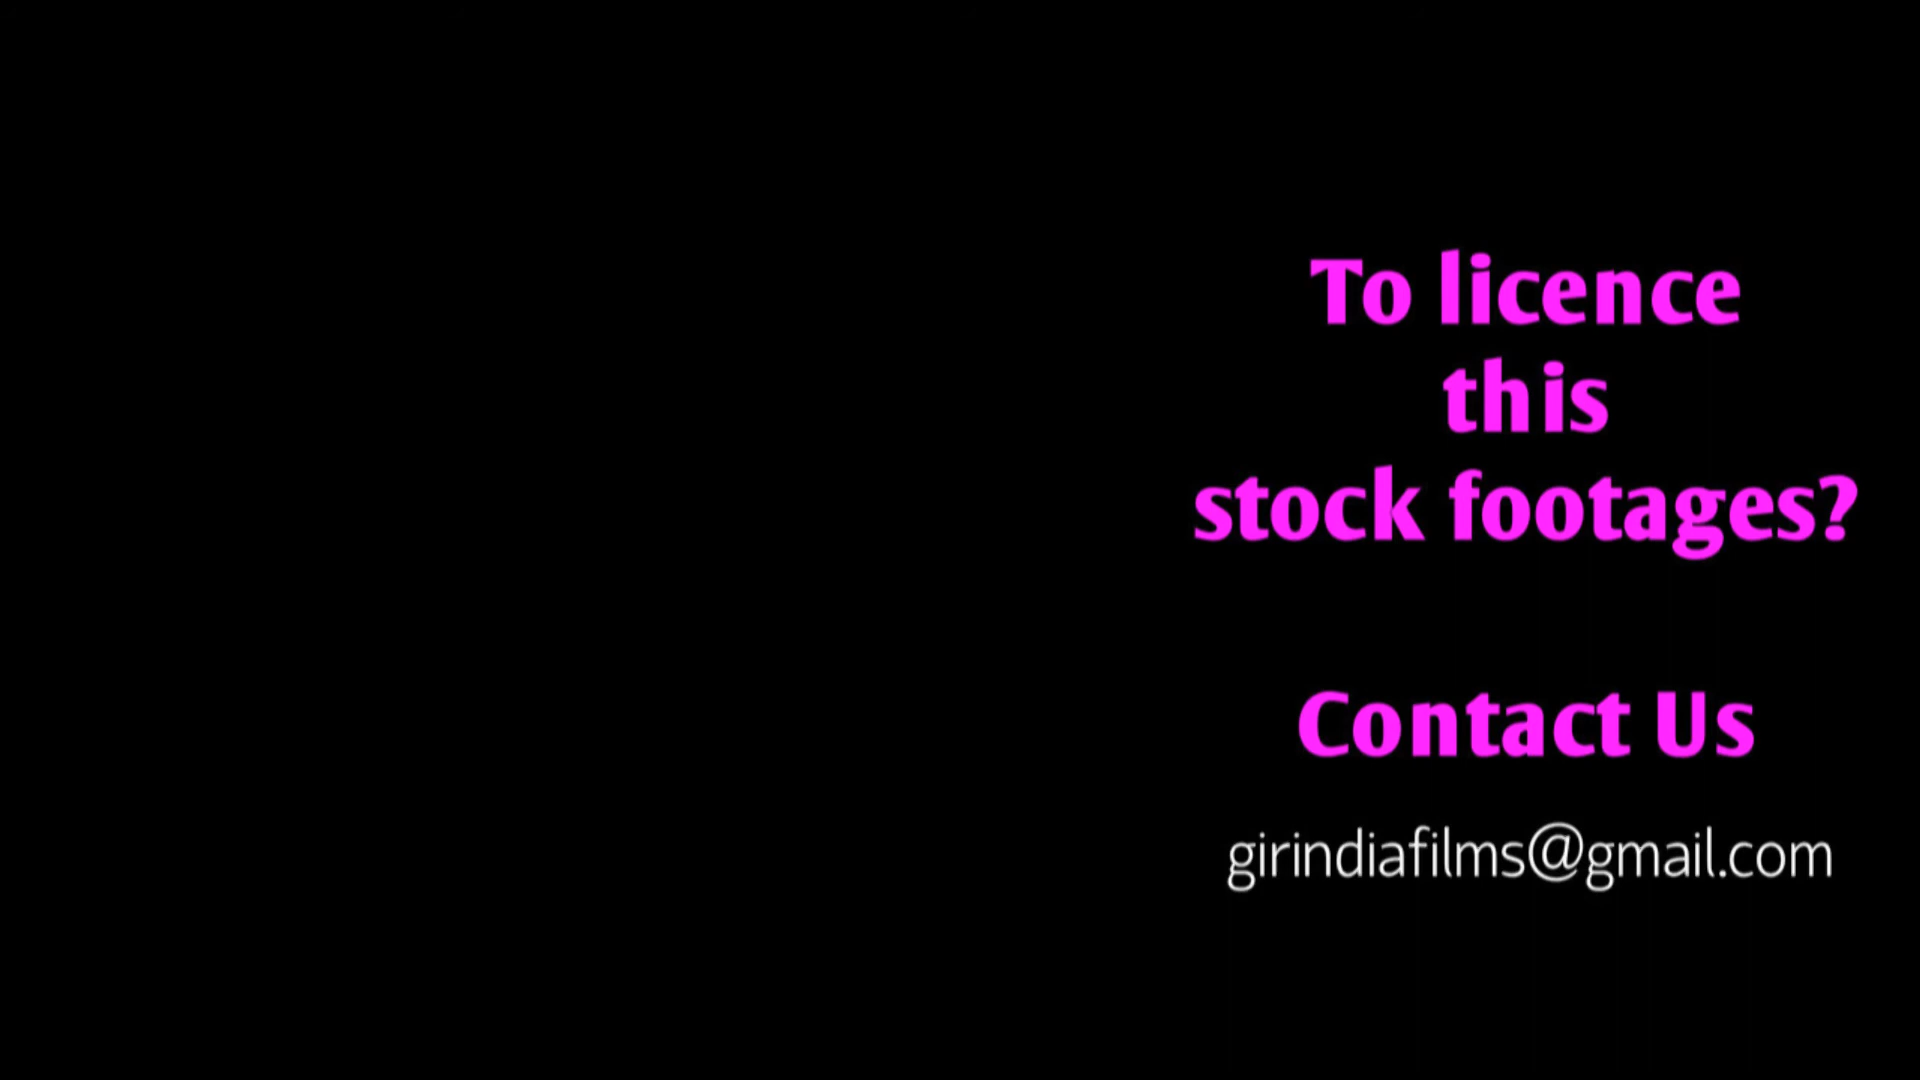 To licence
this
stock footages?
Contact Us
girindiafilms@gmail.com